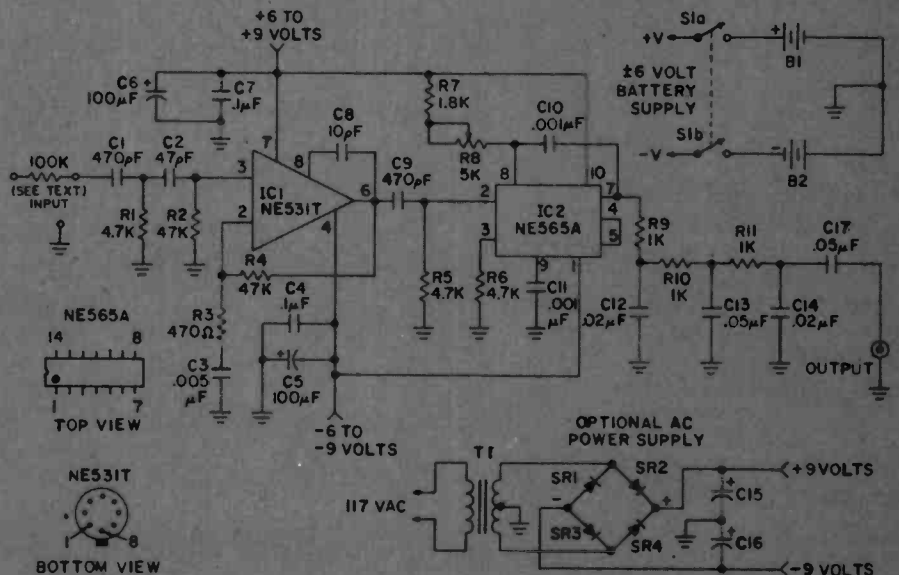 +6 TO
+9 VOLTS
C6
100µF
+
C7
.1µF
R7
1.8K
R8
5K
C10
.001µF
C8
10pF
C1
470pF
C2
47pF
100K
(SEE TEXT)
INPUT
R1
4.7K
R2
47K
7
8
3
2
6
4
IC1
NE531T
C9
470pF
R4
47K
R3
470Ω
C3
.005
µF
C4
.1µF
+
C5
100µF
-6 TO
-9 VOLTS
R5
4.7K
R6
4.7K
8
10
2
3
7
4
5
9
1
IC2
NE565A
C11
.001
µF
R9
1K
R10
1K
R11
1K
C12
.02µF
C13
.05µF
C14
.02µF
C17
.05µF
OUTPUT
S1a
+V
+
B1
±6 VOLT
BATTERY
SUPPLY
S1b
-V
-
B2
NE565A
14
8
1
7
TOP VIEW
NE531T
1
8
BOTTOM VIEW
OPTIONAL AC
POWER SUPPLY
T1
117 VAC
SR1
SR2
SR3
SR4
-
+
+9 VOLTS
+
C15
+
C16
-9 VOLTS